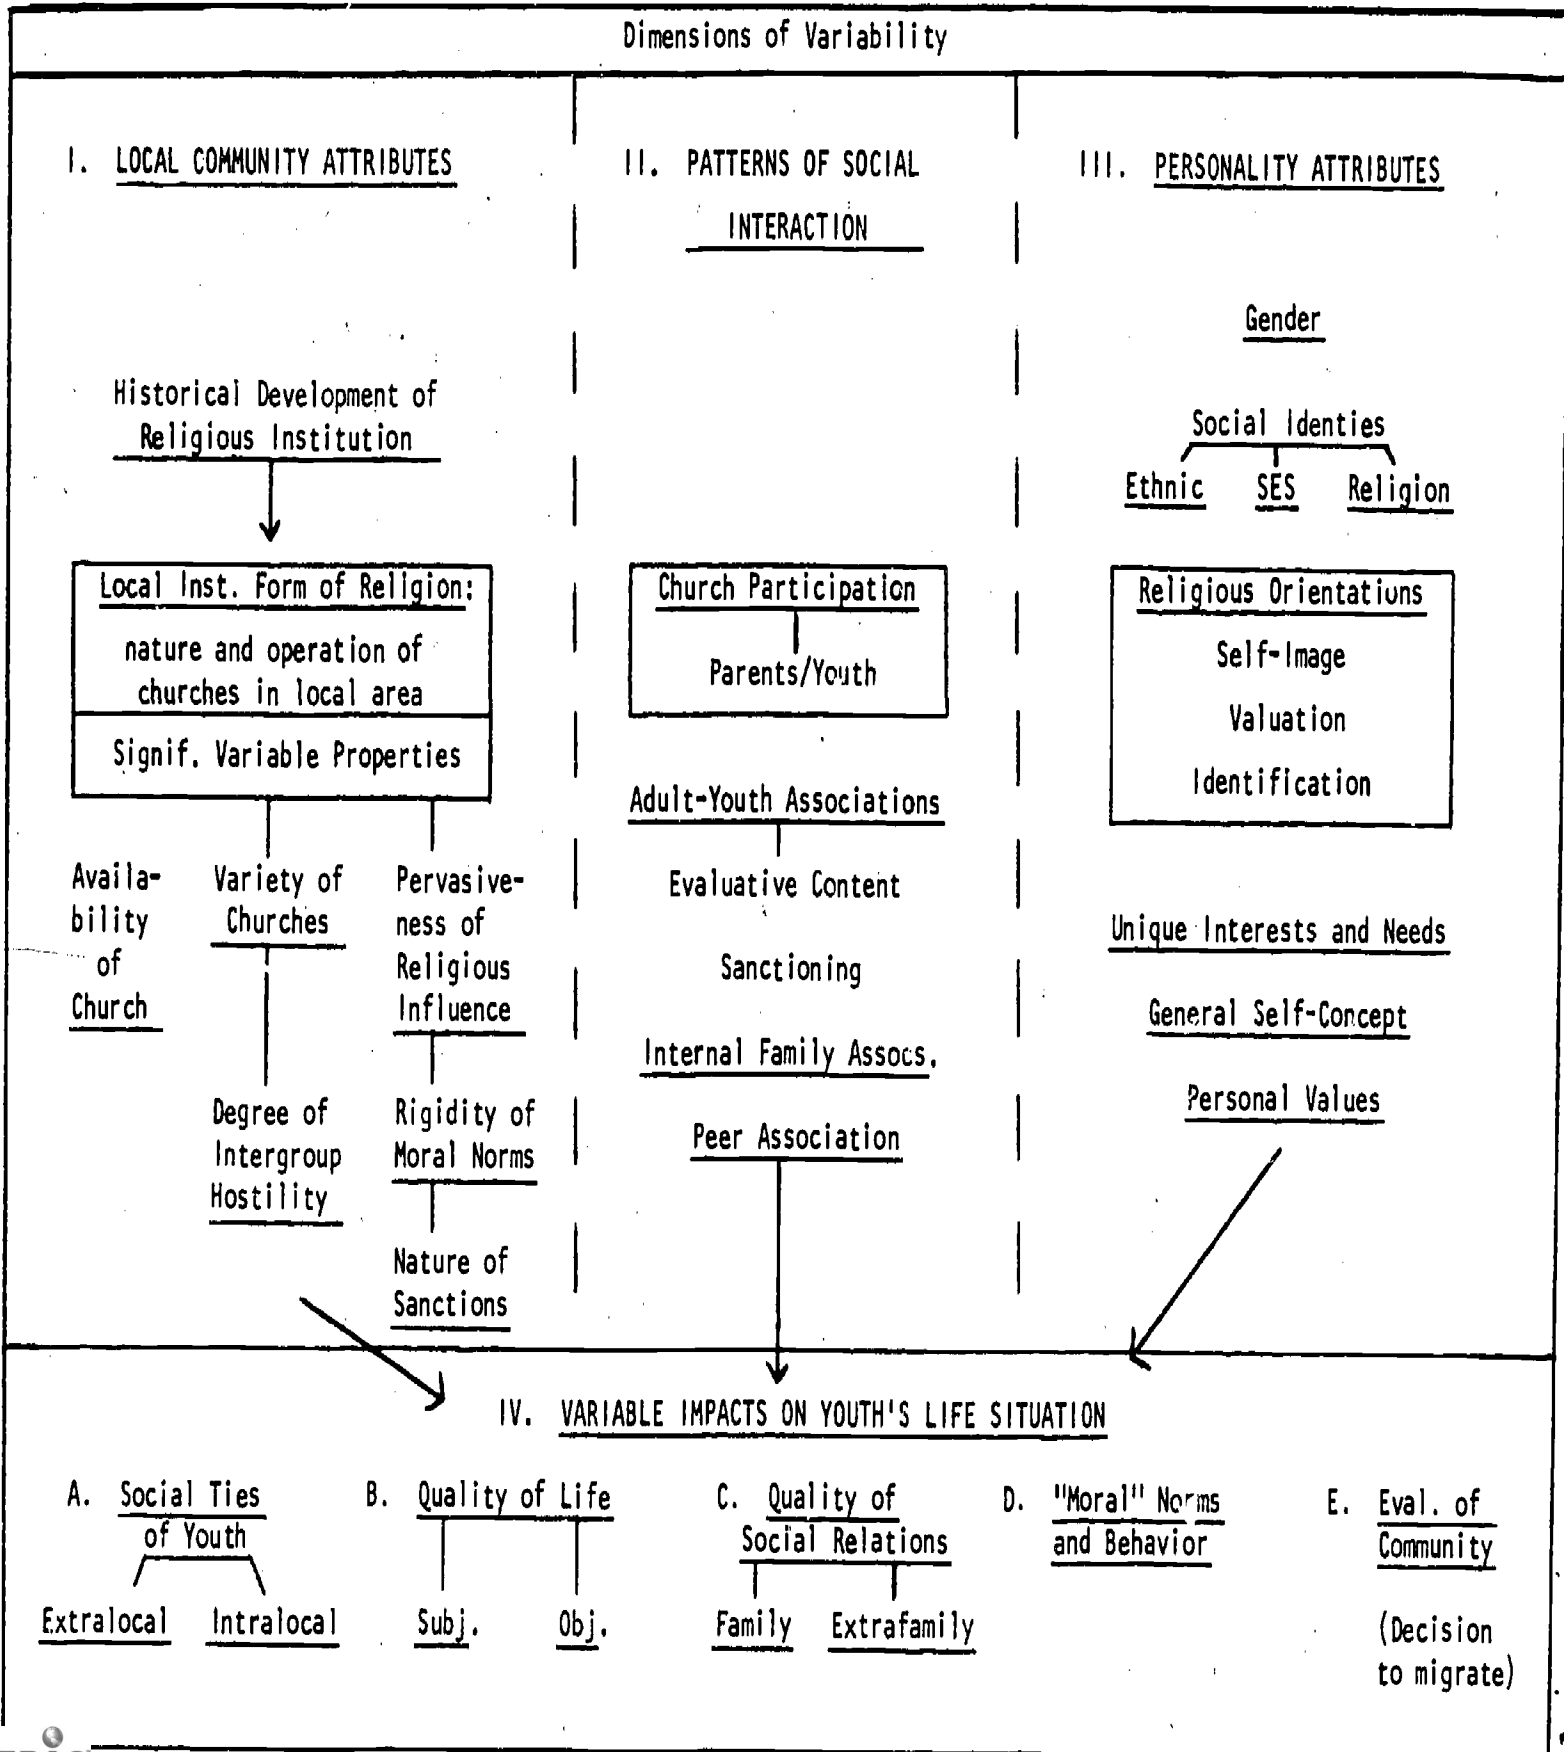 Dimensions of Variability
I. LOCAL COMMUNITY ATTRIBUTES
Historical Development of
Religious Institution
Local Inst. Form of Religion:
nature and operation of
churches in local area
Signif. Variable Properties
Availa-
bility
of
Church
Variety of
Churches
Degree of
Intergroup
Hostility
Pervasive-
ness of
Religious
Influence
Rigidity of
Moral Norms
Nature of
Sanctions
II. PATTERNS OF SOCIAL
INTERACTION
Church Participation
Parents/Youth
Adult-Youth Associations
Evaluative Content
Sanctioning
Internal Family Assocs.
Peer Association
III. PERSONALITY ATTRIBUTES
Gender
Social Identies
Ethnic SES Religion
Religious Orientations
Self-Image
Valuation
Identification
Unique Interests and Needs
General Self-Concept
Personal Values
IV. VARIABLE IMPACTS ON YOUTH'S LIFE SITUATION
A. Social Ties
of Youth
Extralocal Intralocal
B. Quality of Life
Subj. Obj.
C. Quality of
Social Relations
Family Extrafamily
D. "Moral" Norms
and Behavior
E. Eval. of
Community
(Decision
to migrate)